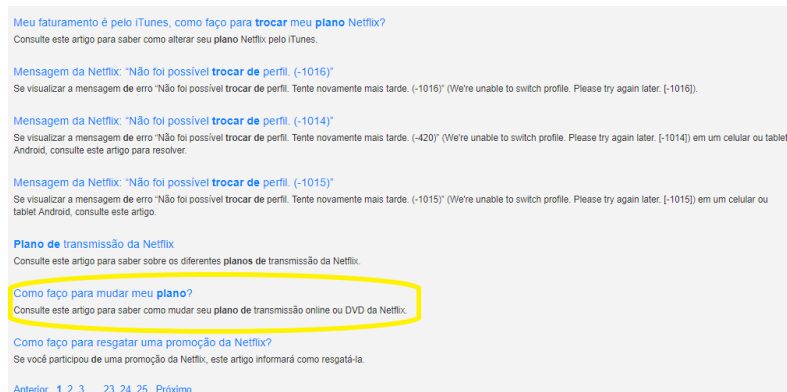 Meu faturamento é pelo iTunes, como faço para trocar meu plano Netflix?
Consulte este artigo para saber como alterar seu plano Netflix pelo iTunes.
Mensagem da Netflix: “Não foi possível trocar de perfil. (-1016)”
Se visualizar a mensagem de erro “Não foi possível trocar de perfil. Tente novamente mais tarde. (-1016)” (We're unable to switch profile. Please try again later. [-1016]).
Mensagem da Netflix: “Não foi possível trocar de perfil. (-1014)”
Se visualizar a mensagem de erro “Não foi possível trocar de perfil. Tente novamente mais tarde. (-420)” (We're unable to switch profile. Please try again later. [-1014]) em um celular ou tablet
Android, consulte este artigo para resolver.
Mensagem da Netflix: “Não foi possível trocar de perfil. (-1015)”
Se visualizar a mensagem de erro “Não foi possível trocar de perfil. Tente novamente mais tarde. (-1015)” (We're unable to switch profile. Please try again later. [-1015]) em um celular ou
tablet Android, consulte este artigo.
Plano de transmissão da Netflix
Consulte este artigo para saber sobre os diferentes planos de transmissão da Netflix.
Como faço para mudar meu plano?
Consulte este artigo para saber como mudar seu plano de transmissão online ou DVD da Netflix.
Como faço para resgatar uma promoção da Netflix?
Se você participou de uma promoção da Netflix, este artigo informará como resgatá-la.
Anterior 1 2 3 ... 23 24 25 Próximo